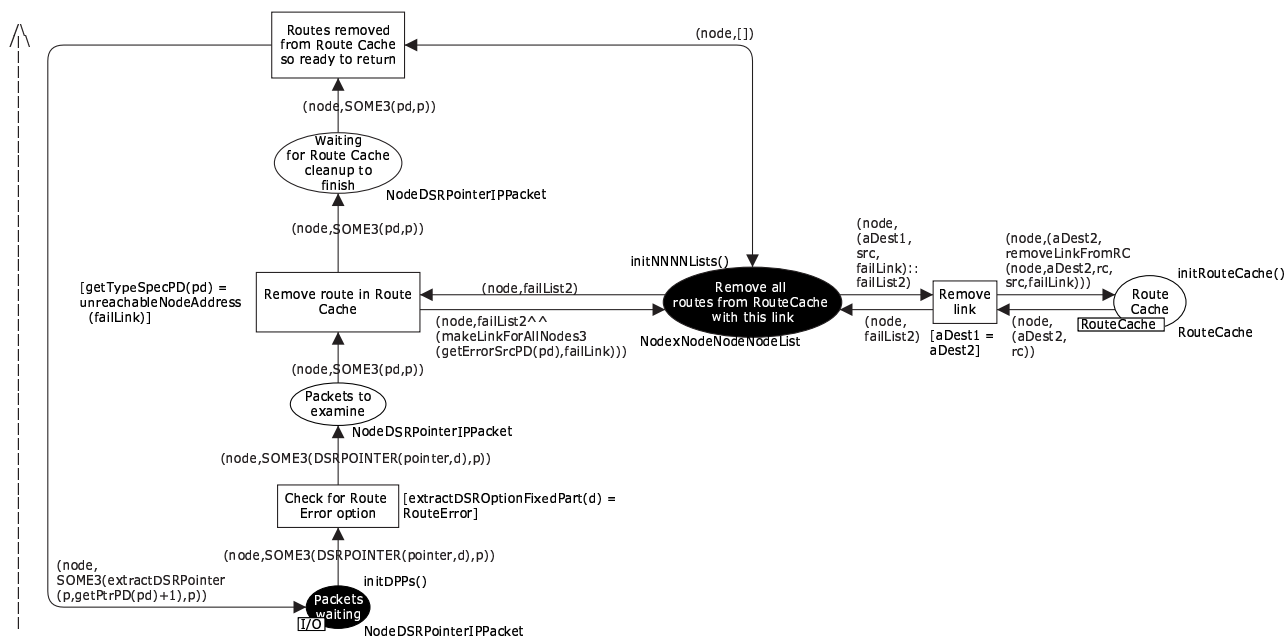 Routes removed
from Route Cache
so ready to return
(node,[])
(node,SOME3(pd,p))
Waiting
for Route Cache
cleanup to
finish
NodeDSRPointerIPPacket
(node,SOME3(pd,p))
(node,
(aDest1,
src,
failLink)::
failList2)
(node,(aDest2,
removeLinkFromRC
(node,aDest2,rc,
src,failLink)))
initNNNNLists()
initRouteCache()
[getTypeSpecPD(pd) =
unreachableNodeAddress
(failLink)]
Remove route in Route
Cache
(node,failList2)
Remove all
routes from RouteCache
with this link
Remove
link
Route
Cache
RouteCache
RouteCache
(node,failList2^^
(makeLinkForAllNodes3
(getErrorSrcPD(pd),failLink)))
NodexNodeNodeNodeList
(node,
failList2)
[aDest1 =
aDest2]
(node,
(aDest2,
rc))
(node,SOME3(pd,p))
Packets to
examine
NodeDSRPointerIPPacket
(node,SOME3(DSRPOINTER(pointer,d),p))
Check for Route
Error option
[extractDSROptionFixedPart(d) =
RouteError]
(node,SOME3(DSRPOINTER(pointer,d),p))
(node,
SOME3(extractDSRPointer
(p,getPtrPD(pd)+1),p))
initDPPs()
Packets
waiting
I/O
NodeDSRPointerIPPacket